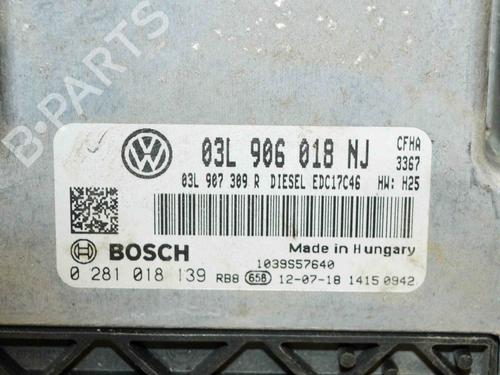 B-PARTS
03L 906 018 NJ CFHA
3367
03L 907 309 R DIESEL EDC17C46 HW: H25
BOSCH Made in Hungary
1039S57640
0 281 018 139 RB8 658 12-07-18 1415 0942